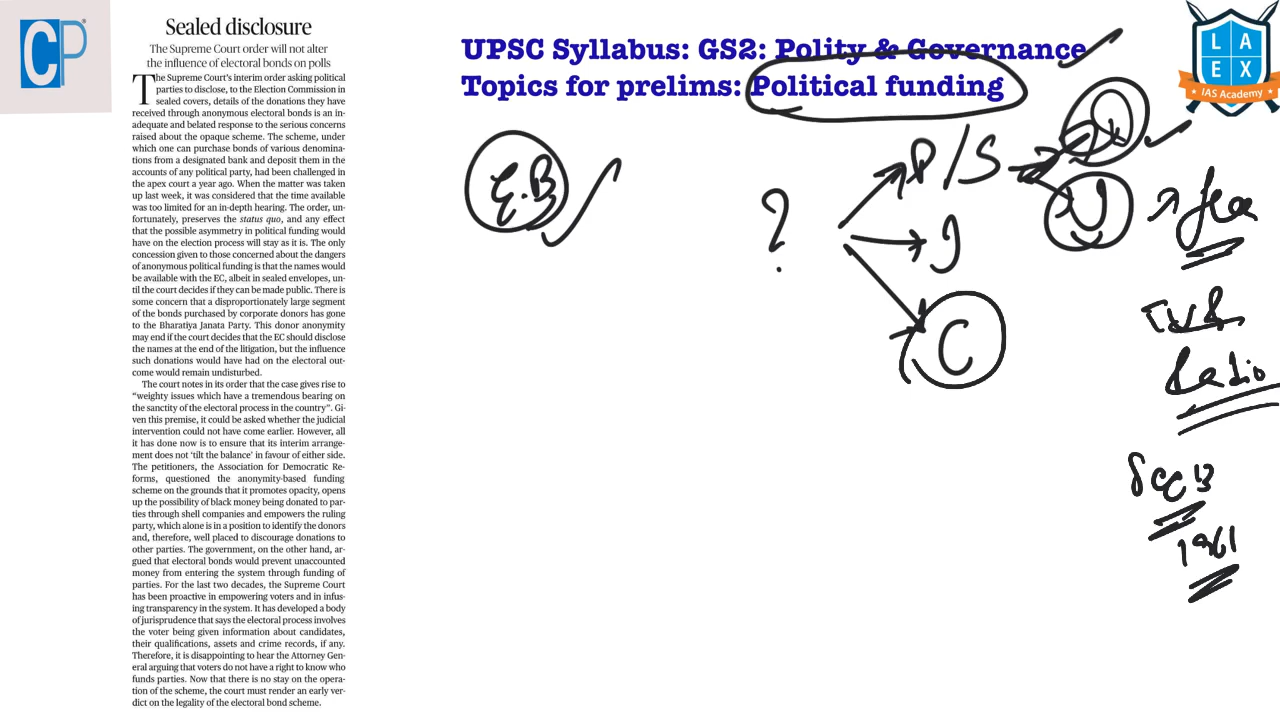 CP
Sealed disclosure
The Supreme Court order will not alter
the influence of electoral bonds on polls
The Supreme Court's interim order asking political
parties to disclose, to the Election Commission in
sealed covers, details of the donations they have
received through anonymous electoral bonds is an in-
adequate and belated response to the serious concerns
raised about the opaque scheme. The scheme, under
which one can purchase bonds of various denomina-
tions from a designated bank and deposit them in the
accounts of any political party, had been challenged in
the apex court a year ago. When the matter was taken
up last week, it was considered that the time available
was too limited for an in-depth hearing. The order, un-
fortunately, preserves the status quo, and any effect
that the possible asymmetry in political funding would
have on the election process will stay as it is. The only
concession given to those concerned about the dangers
of anonymous political funding is that the names would
be available with the EC, albeit in sealed envelopes, un-
til the court decides if they can be made public. There is
some concern that a disproportionately large segment
of the bonds purchased by corporate donors has gone
to the Bharatiya Janata Party. This donor anonymity
may end if the court decides that the EC should disclose
the names at the end of the litigation, but the influence
such donations would have had on the electoral out-
come would remain undisturbed.
The court notes in its order that the case gives rise to
"weighty issues which have a tremendous bearing on
the sanctity of the electoral process in the country". Gi-
ven this premise, it could be asked whether the judicial
intervention could not have come earlier. However, all
it has done now is to ensure that its interim arrange-
ment does not 'tilt the balance' in favour of either side.
The petitioners, the Association for Democratic Re-
forms, questioned the anonymity-based funding
scheme on the grounds that it promotes opacity, opens
up the possibility of black money being donated to par-
ties through shell companies and empowers the ruling
party, which alone is in a position to identify the donors
and, therefore, well placed to discourage donations to
other parties. The government, on the other hand, ar-
gued that electoral bonds would prevent unaccounted
money from entering the system through funding of
parties. For the last two decades, the Supreme Court
has been proactive in empowering voters and in infus-
ing transparency in the system. It has developed a body
of jurisprudence that says the electoral process involves
the voter being given information about candidates,
their qualifications, assets and crime records, if any.
Therefore, it is disappointing to hear the Attorney Gen-
eral arguing that voters do not have a right to know who
funds parties. Now that there is no stay on the opera-
tion of the scheme, the court must render an early ver-
dict on the legality of the electoral bond scheme.
UPSC Syllabus: GS2: Polity & Governance
Topics for prelims: Political funding
LAEX
IAS Academy
E.B
?
P/S
D
I
I
C
TV &
Radio
1961